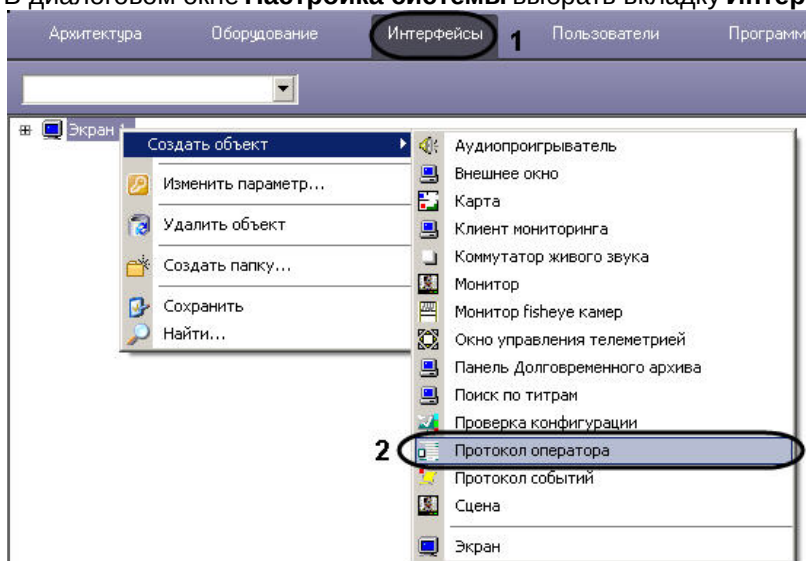 В диалоговом окне Настройка системы выбрать вкладку Интер
Архитектура Оборудование Интерфейсы 1 Пользователи Программ
Экран 1
Создать объект
Изменить параметр...
Удалить объект
Создать папку...
Сохранить
Найти...
Аудиопроигрыватель
Внешнее окно
Карта
Клиент мониторинга
Коммутатор живого звука
Монитор
Монитор fisheye камер
Окно управления телеметрией
Панель Долговременного архива
Поиск по титрам
Проверка конфигурации
2 Протокол оператора
Протокол событий
Сцена
Экран